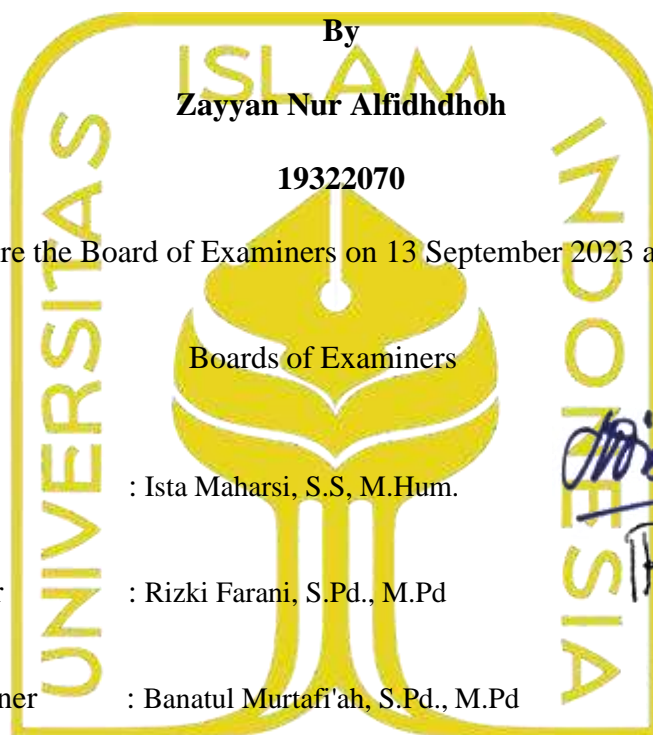 By
ISLAM
Zayyan Nur Alfidhdhoh
19322070
re the Board of Examiners on 13 September 2023 a
Boards of Examiners
: Ista Maharsi, S.S, M.Hum.
r : Rizki Farani, S.Pd., M.Pd
ner : Banatul Murtafi'ah, S.Pd., M.Pd
UNIVERSITAS
INDONESIA